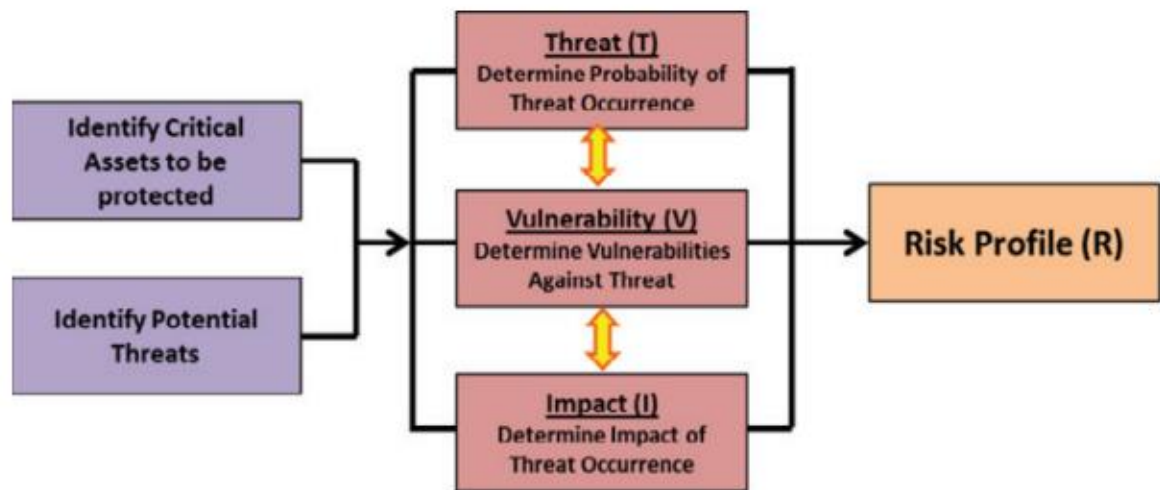 Identify Critical
Assets to be
protected
Identify Potential
Threats
Threat (T)
Determine Probability of
Threat Occurrence
Vulnerability (V)
Determine Vulnerabilities
Against Threat
Impact (I)
Determine Impact of
Threat Occurrence
Risk Profile (R)